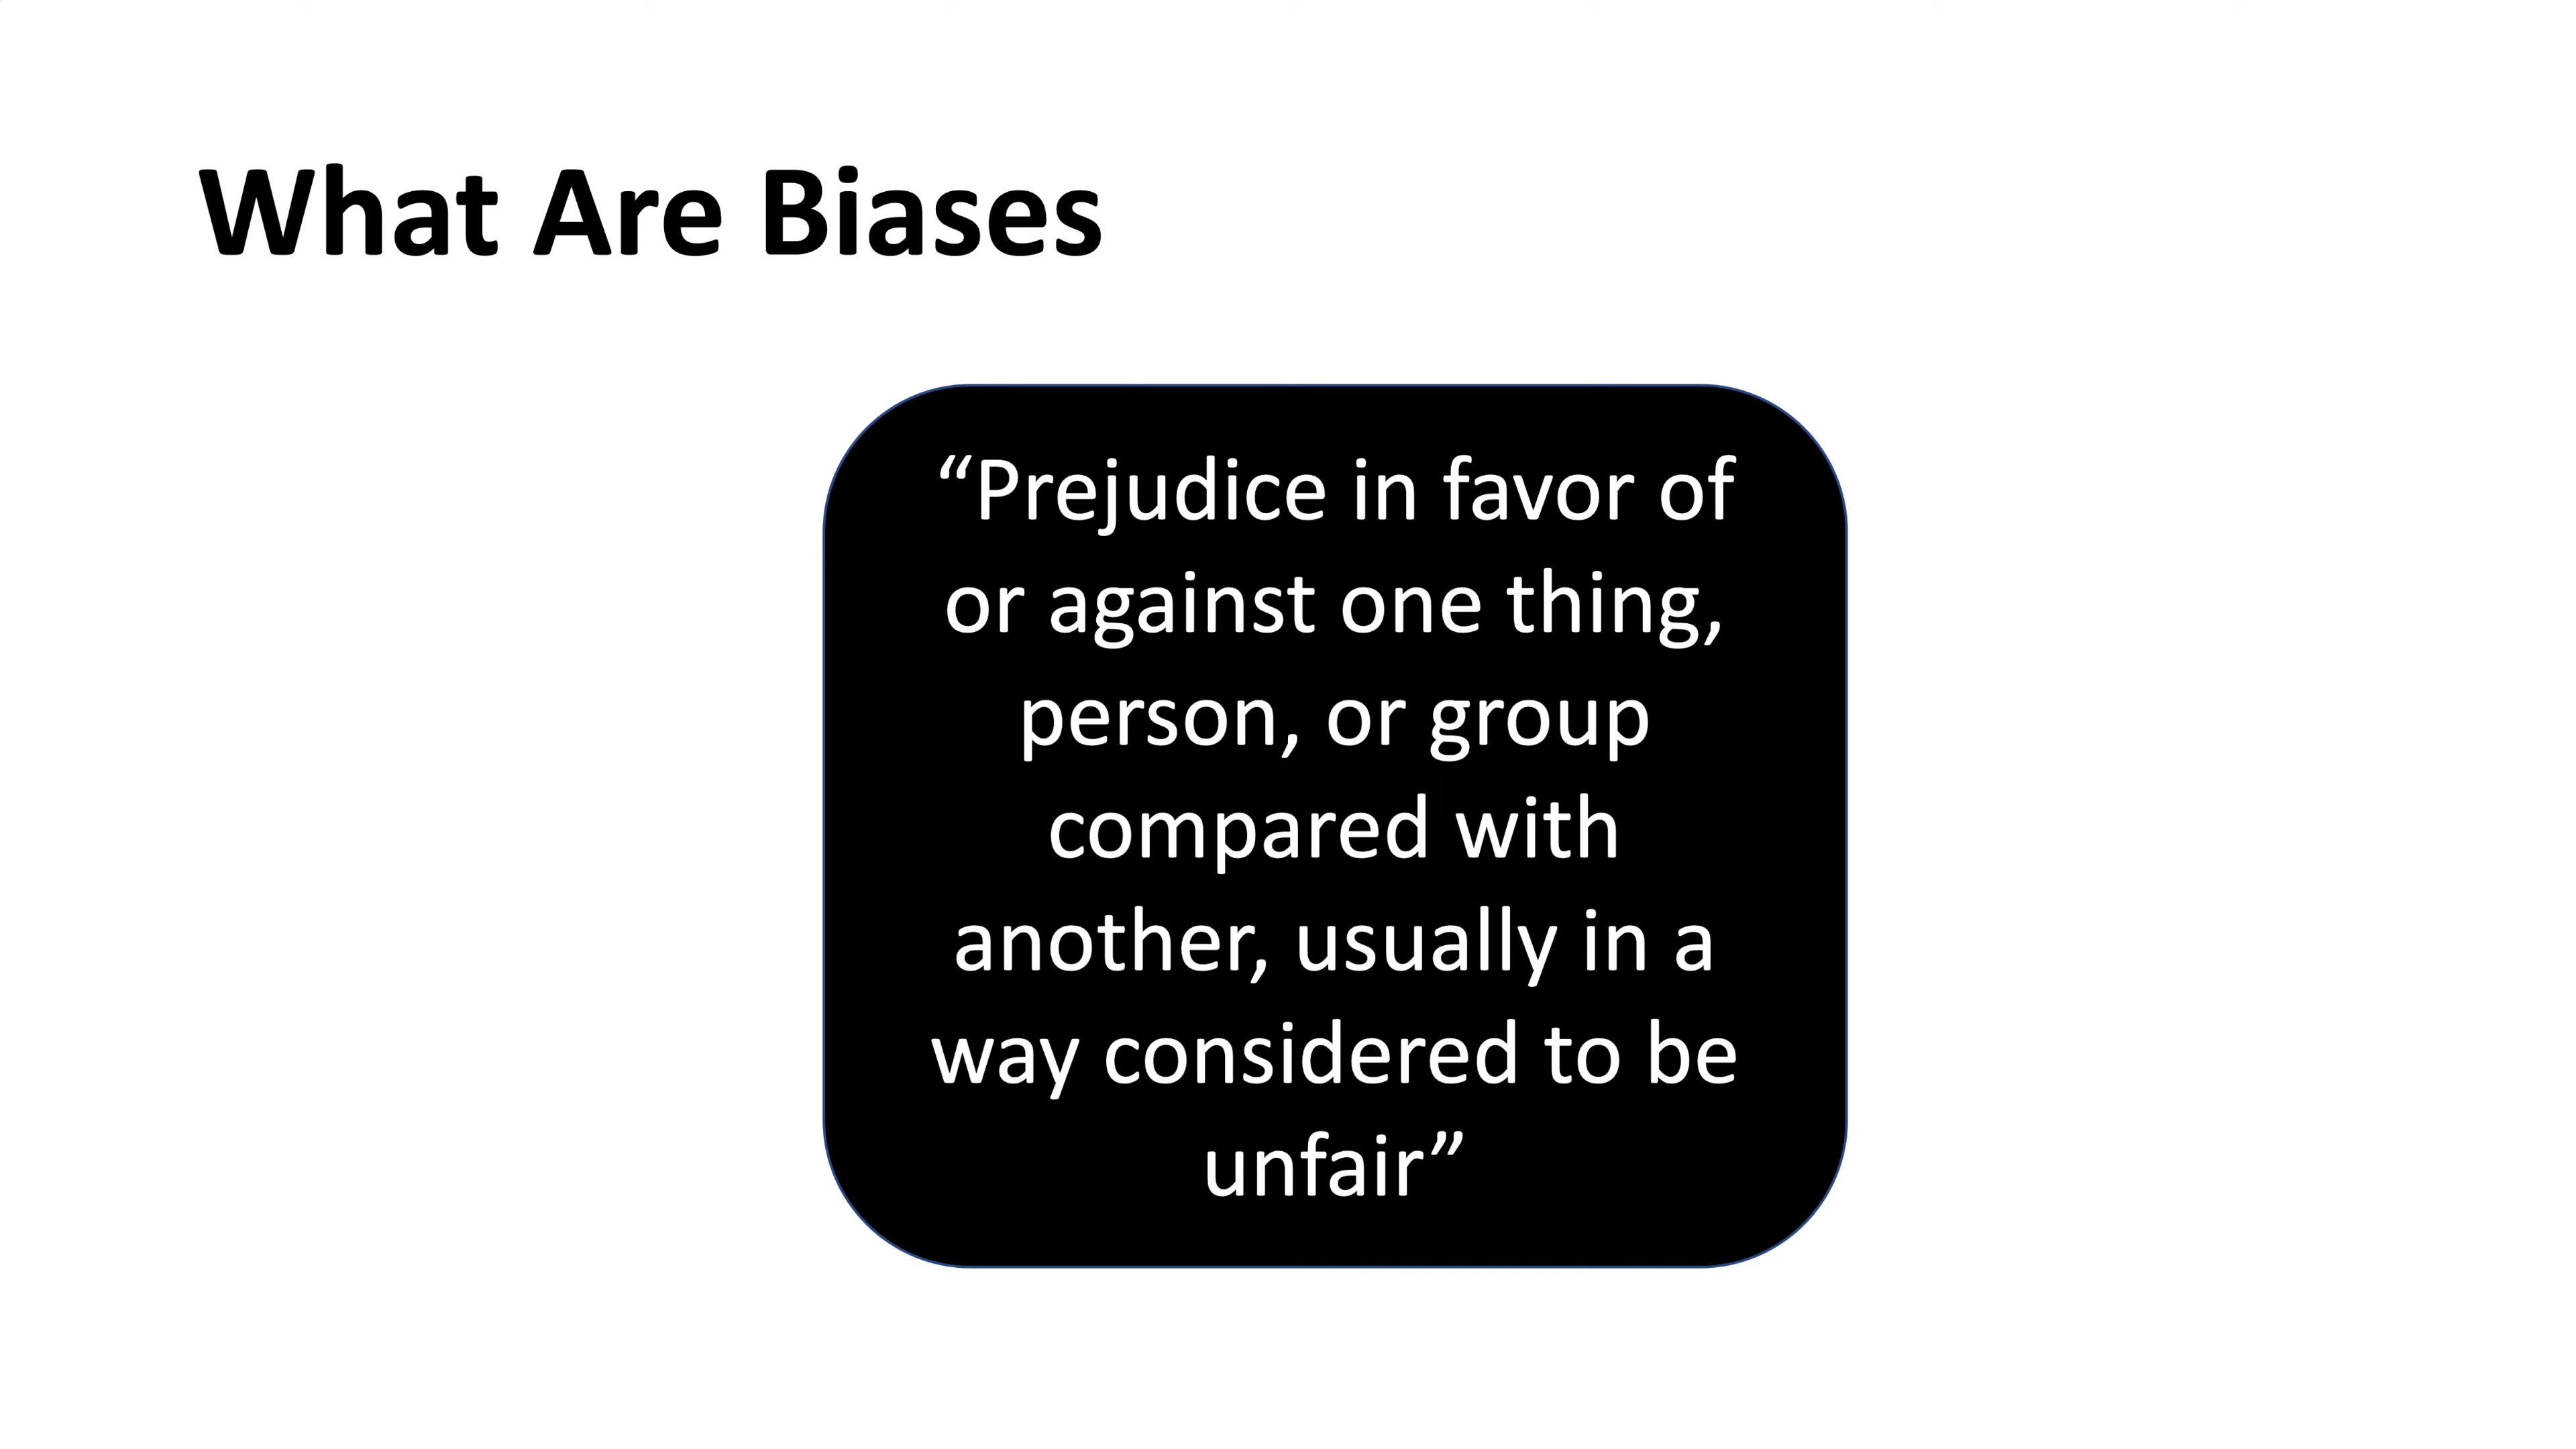 What Are Biases
“Prejudice in favor of
or against one thing,
person, or group
compared with
another, usually in a
way considered to be
unfair”